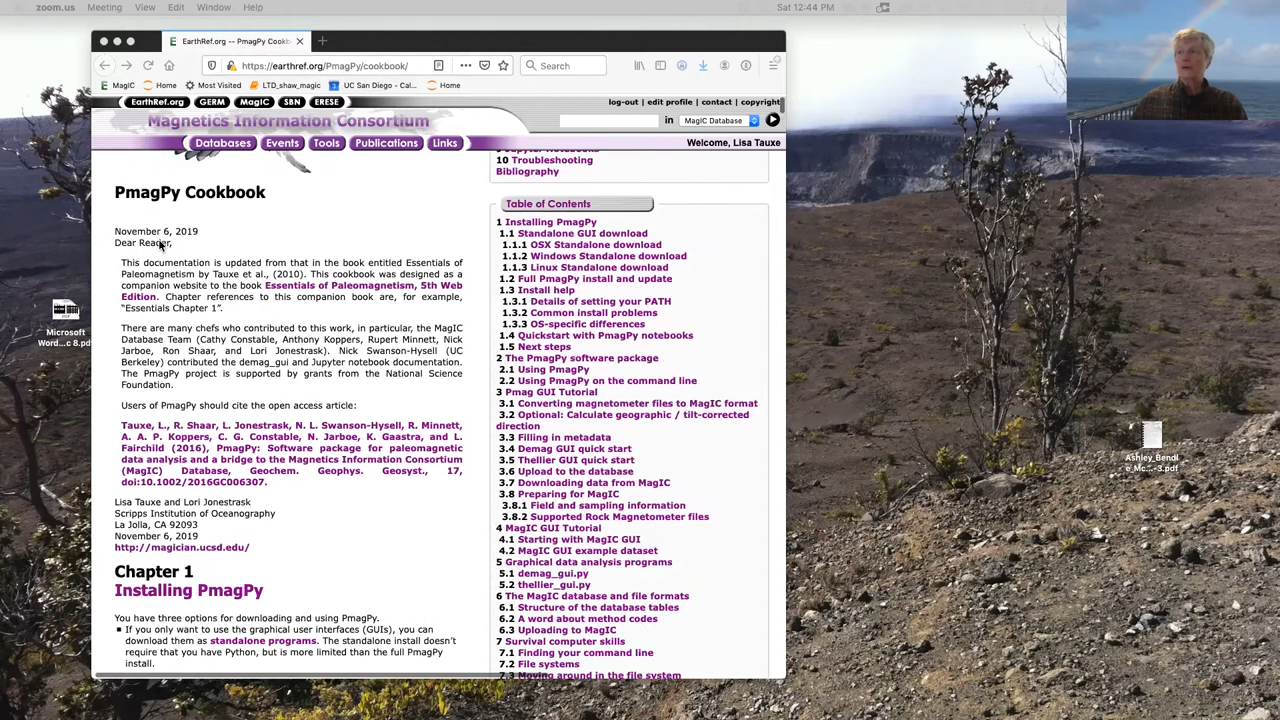 zoom.us Meeting View Edit Window Help
Sat 12:44 PM
EarthRef.org -- PmagPy Cookb
https://earthref.org/PmagPy/cookbook/
Search
MagIC Home Most Visited LTD_shaw_magic UC San Diego - Cal... Home
EarthRef.org GERM MagIC SBN ERESE
log-out | edit profile | contact | copyright
Magnetics Information Consortium
in MagIC Database
Databases Events Tools Publications Links
Welcome, Lisa Tauxe
PmagPy Cookbook
November 6, 2019
Dear Reader,
This documentation is updated from that in the book entitled Essentials of
Paleomagnetism by Tauxe et al., (2010). This cookbook was designed as a
companion website to the book Essentials of Paleomagnetism, 5th Web
Edition. Chapter references to this companion book are, for example,
“Essentials Chapter 1”.
There are many chefs who contributed to this work, in particular, the MagIC
Database Team (Cathy Constable, Anthony Koppers, Rupert Minnett, Nick
Jarboe, Ron Shaar, and Lori Jonestrask). Nick Swanson-Hysell (UC
Berkeley) contributed the demag_gui and Jupyter notebook documentation.
The PmagPy project is supported by grants from the National Science
Foundation.
Users of PmagPy should cite the open access article:
Tauxe, L., R. Shaar, L. Jonestrask, N. L. Swanson-Hysell, R. Minnett,
A. A. P. Koppers, C. G. Constable, N. Jarboe, K. Gaastra, and L.
Fairchild (2016), PmagPy: Software package for paleomagnetic
data analysis and a bridge to the Magnetics Information Consortium
(MagIC) Database, Geochem. Geophys. Geosyst., 17,
doi:10.1002/2016GC006307.
Lisa Tauxe and Lori Jonestrask
Scripps Institution of Oceanography
La Jolla, CA 92093
November 6, 2019
http://magician.ucsd.edu/
Chapter 1
Installing PmagPy
You have three options for downloading and using PmagPy.
If you only want to use the graphical user interfaces (GUIs), you can
download them as standalone programs. The standalone install doesn’t
require that you have Python, but is more limited than the full PmagPy
install.
10 Troubleshooting
Bibliography
Table of Contents
1 Installing PmagPy
1.1 Standalone GUI download
1.1.1 OSX Standalone download
1.1.2 Windows Standalone download
1.1.3 Linux Standalone download
1.2 Full PmagPy install and update
1.3 Install help
1.3.1 Details of setting your PATH
1.3.2 Common install problems
1.3.3 OS-specific differences
1.4 Quickstart with PmagPy notebooks
1.5 Next steps
2 The PmagPy software package
2.1 Using PmagPy
2.2 Using PmagPy on the command line
3 Pmag GUI Tutorial
3.1 Converting magnetometer files to MagIC format
3.2 Optional: Calculate geographic / tilt-corrected
direction
3.3 Filling in metadata
3.4 Demag GUI quick start
3.5 Thellier GUI quick start
3.6 Upload to the database
3.7 Downloading data from MagIC
3.8 Preparing for MagIC
3.8.1 Field and sampling information
3.8.2 Supported Rock Magnetometer files
4 MagIC GUI Tutorial
4.1 Starting with MagIC GUI
4.2 MagIC GUI example dataset
5 Graphical data analysis programs
5.1 demag_gui.py
5.2 thellier_gui.py
6 The MagIC database and file formats
6.1 Structure of the database tables
6.2 A word about method codes
6.3 Uploading to MagIC
7 Survival computer skills
7.1 Finding your command line
7.2 File systems
7.3 Moving around in the file system
Microsoft
Word...c 8.pdf
Ashley_Bendl
e_Mc...-3.pdf